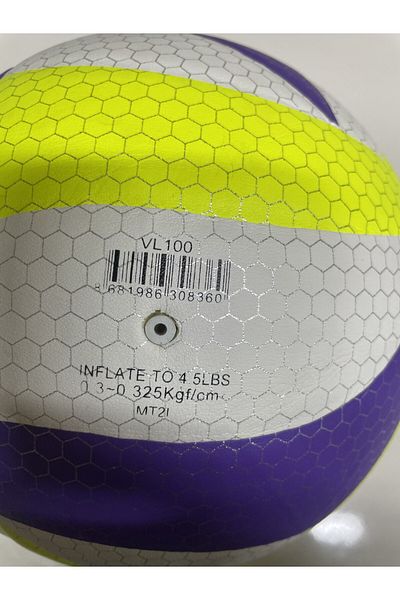 VL100
8 681986 308360
INFLATE TO 4.5LBS
0.3~0.325Kgf/cm
MT2I